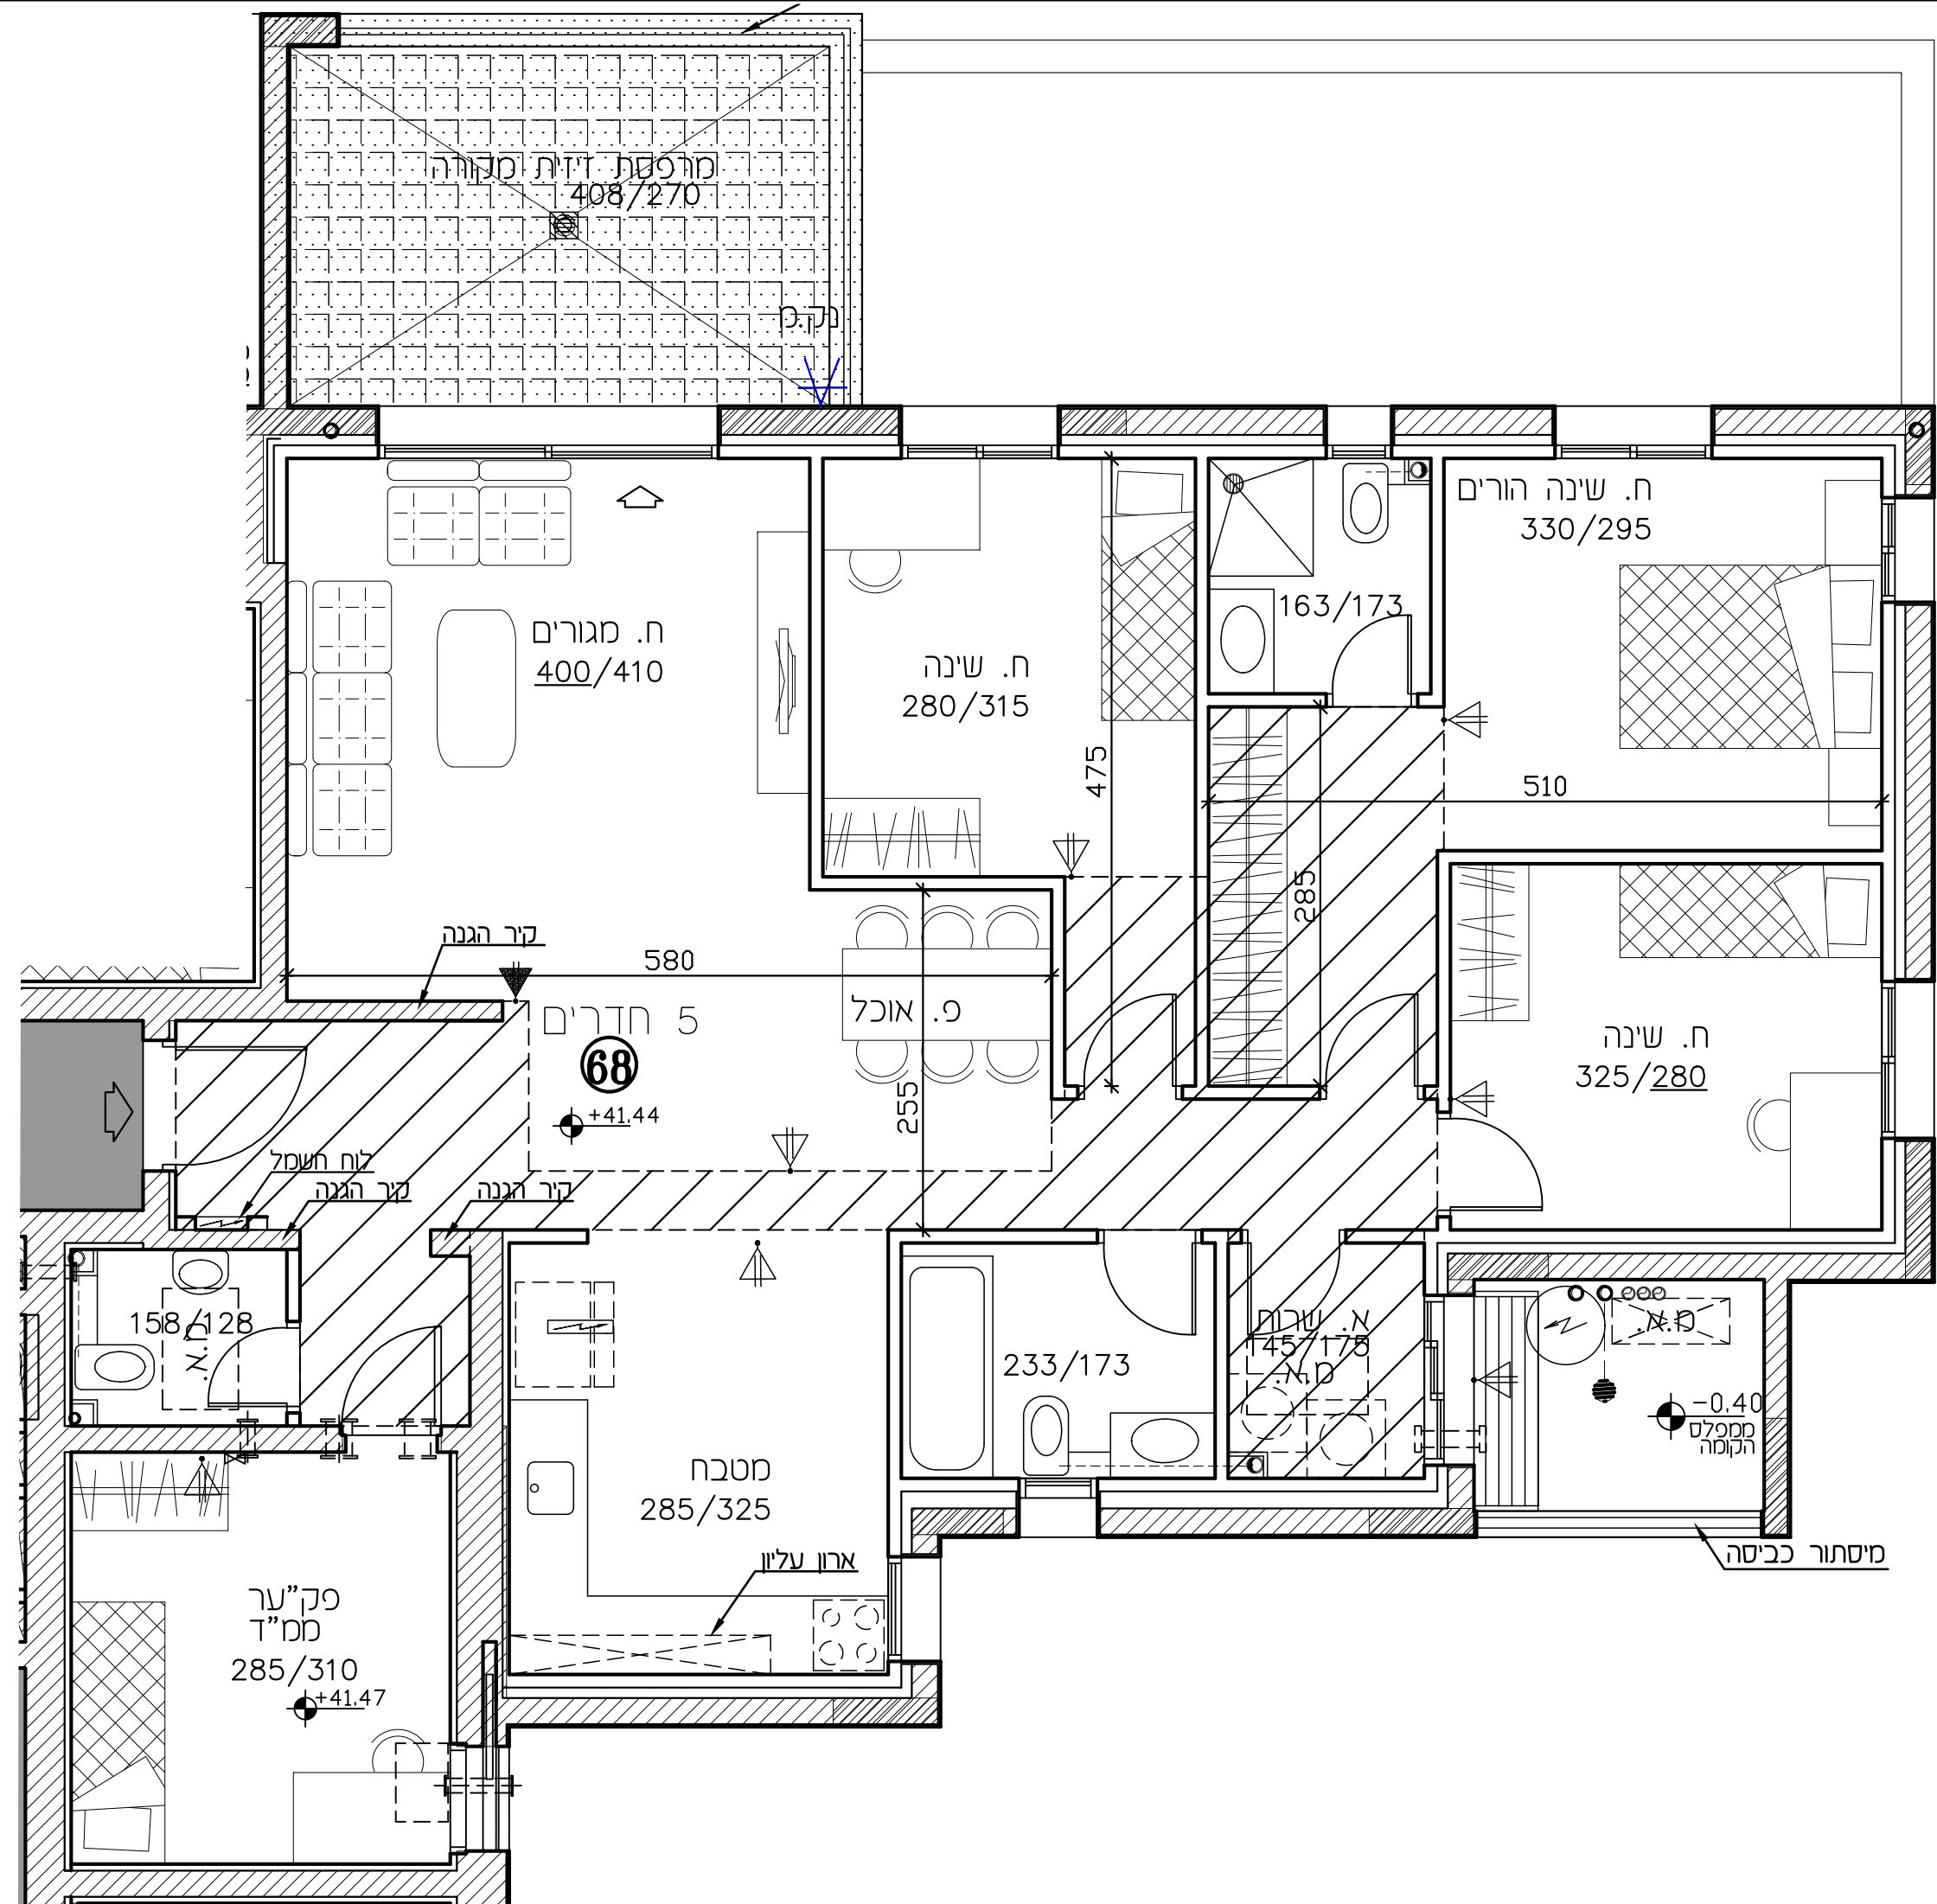 מרפסת זיזית מקורה
408/270
נק.מ
ח. שינה הורים
330/295
163/173
ח. מגורים
400/410
ח. שינה
280/315
475
510
285
קיר הגנה
580
פ. אוכל
5 חדרים
68
+41.44
255
ח. שינה
325/280
לוח חשמל
קיר הגנה
קיר הגנה
158/128
מ.א.
א. שרות
145/175
מ.א.
233/173
מ.א.
-0.40
ממפלס
הקומה
מטבח
285/325
מיסתור כביסה
ארון עליון
פק"ער
ממ"ד
285/310
+41.47